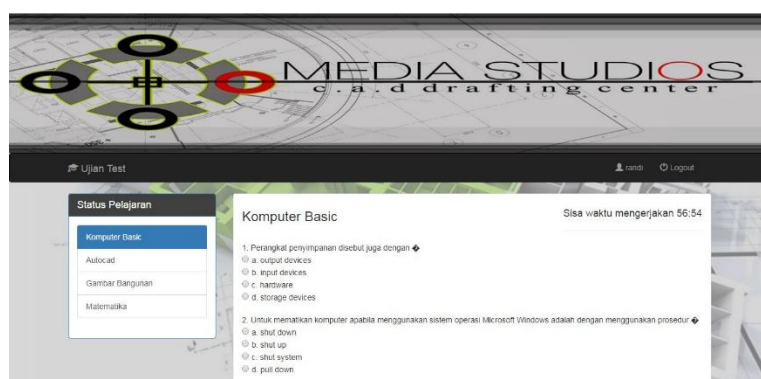 MEDIA STUDIOS
c.a.d drafting center
Ujian Test
randi
Logout
Status Pelajaran
Komputer Basic
Autocad
Gambar Bangunan
Matematika
Komputer Basic
Sisa waktu mengerjakan 56:54
1. Perangkat penyimpanan disebut juga dengan �
a. output devices
b. input devices
c. hardware
d. storage devices
2. Untuk mematikan komputer apabila menggunakan sistem operasi Microsoft Windows adalah dengan menggunakan prosedur �
a. shut down
b. shut up
c. shut system
d. pull down